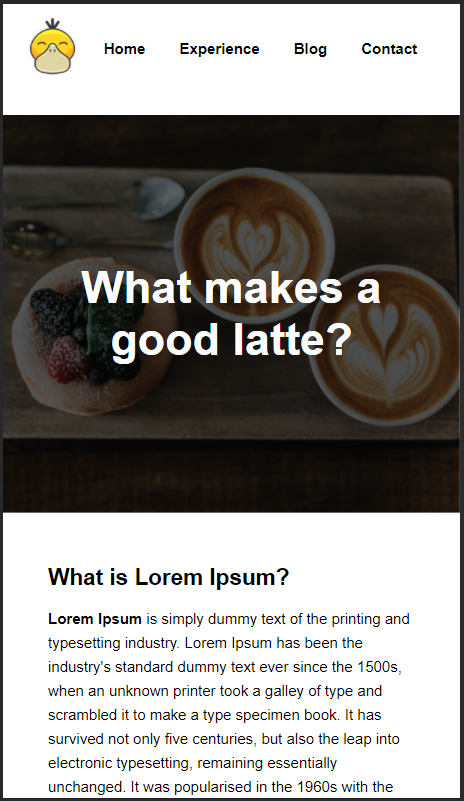 Home Experience Blog Contact
What makes a
good latte?
What is Lorem Ipsum?
Lorem Ipsum is simply dummy text of the printing and
typesetting industry. Lorem Ipsum has been the
industry's standard dummy text ever since the 1500s,
when an unknown printer took a galley of type and
scrambled it to make a type specimen book. It has
survived not only five centuries, but also the leap into
electronic typesetting, remaining essentially
unchanged. It was popularised in the 1960s with the